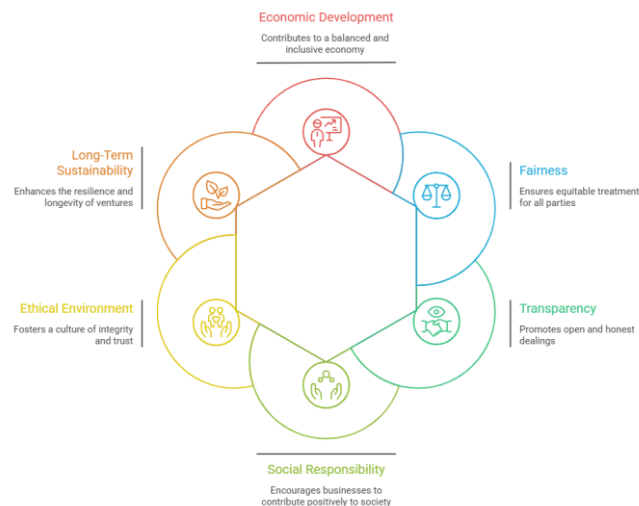 Economic Development
Contributes to a balanced and
inclusive economy
Fairness
Ensures equitable treatment
for all parties
Transparency
Promotes open and honest
dealings
Social Responsibility
Encourages businesses to
contribute positively to society
Ethical Environment
Fosters a culture of integrity
and trust
Long-Term
Sustainability
Enhances the resilience and
longevity of ventures